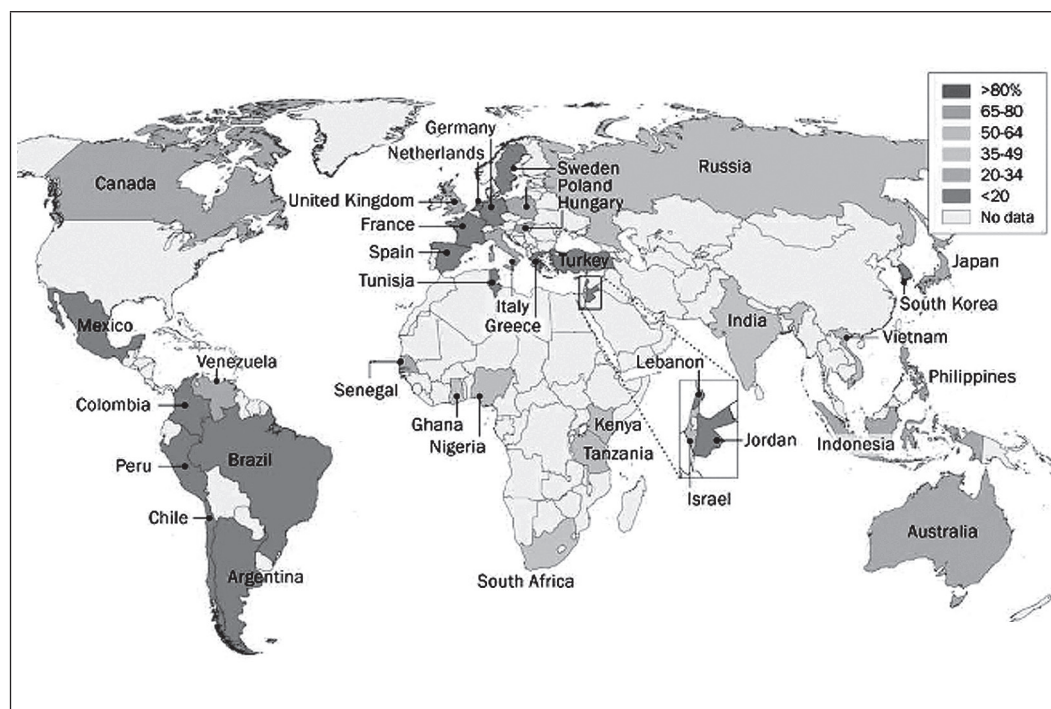 >80%
65-80
50-64
35-49
20-34
<20
No data
Germany
Netherlands
Canada
United Kingdom
France
Spain
Tunisia
Sweden
Poland
Hungary
Russia
Turkey
Italy
Greece
Japan
South Korea
India
Vietnam
Mexico
Venezuela
Colombia
Senegal
Ghana
Nigeria
Lebanon
Philippines
Peru
Brazil
Kenya
Tanzania
Jordan
Indonesia
Israel
Chile
Argentina
South Africa
Australia